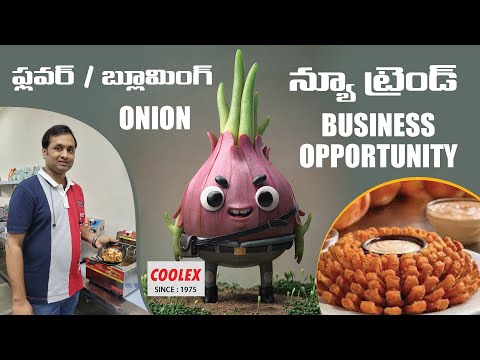 ఫ్లవర్ / బ్లూమింగ్
ONION
న్యూ ట్రెండ్
BUSINESS
OPPORTUNITY
COOLEX
SINCE : 1975